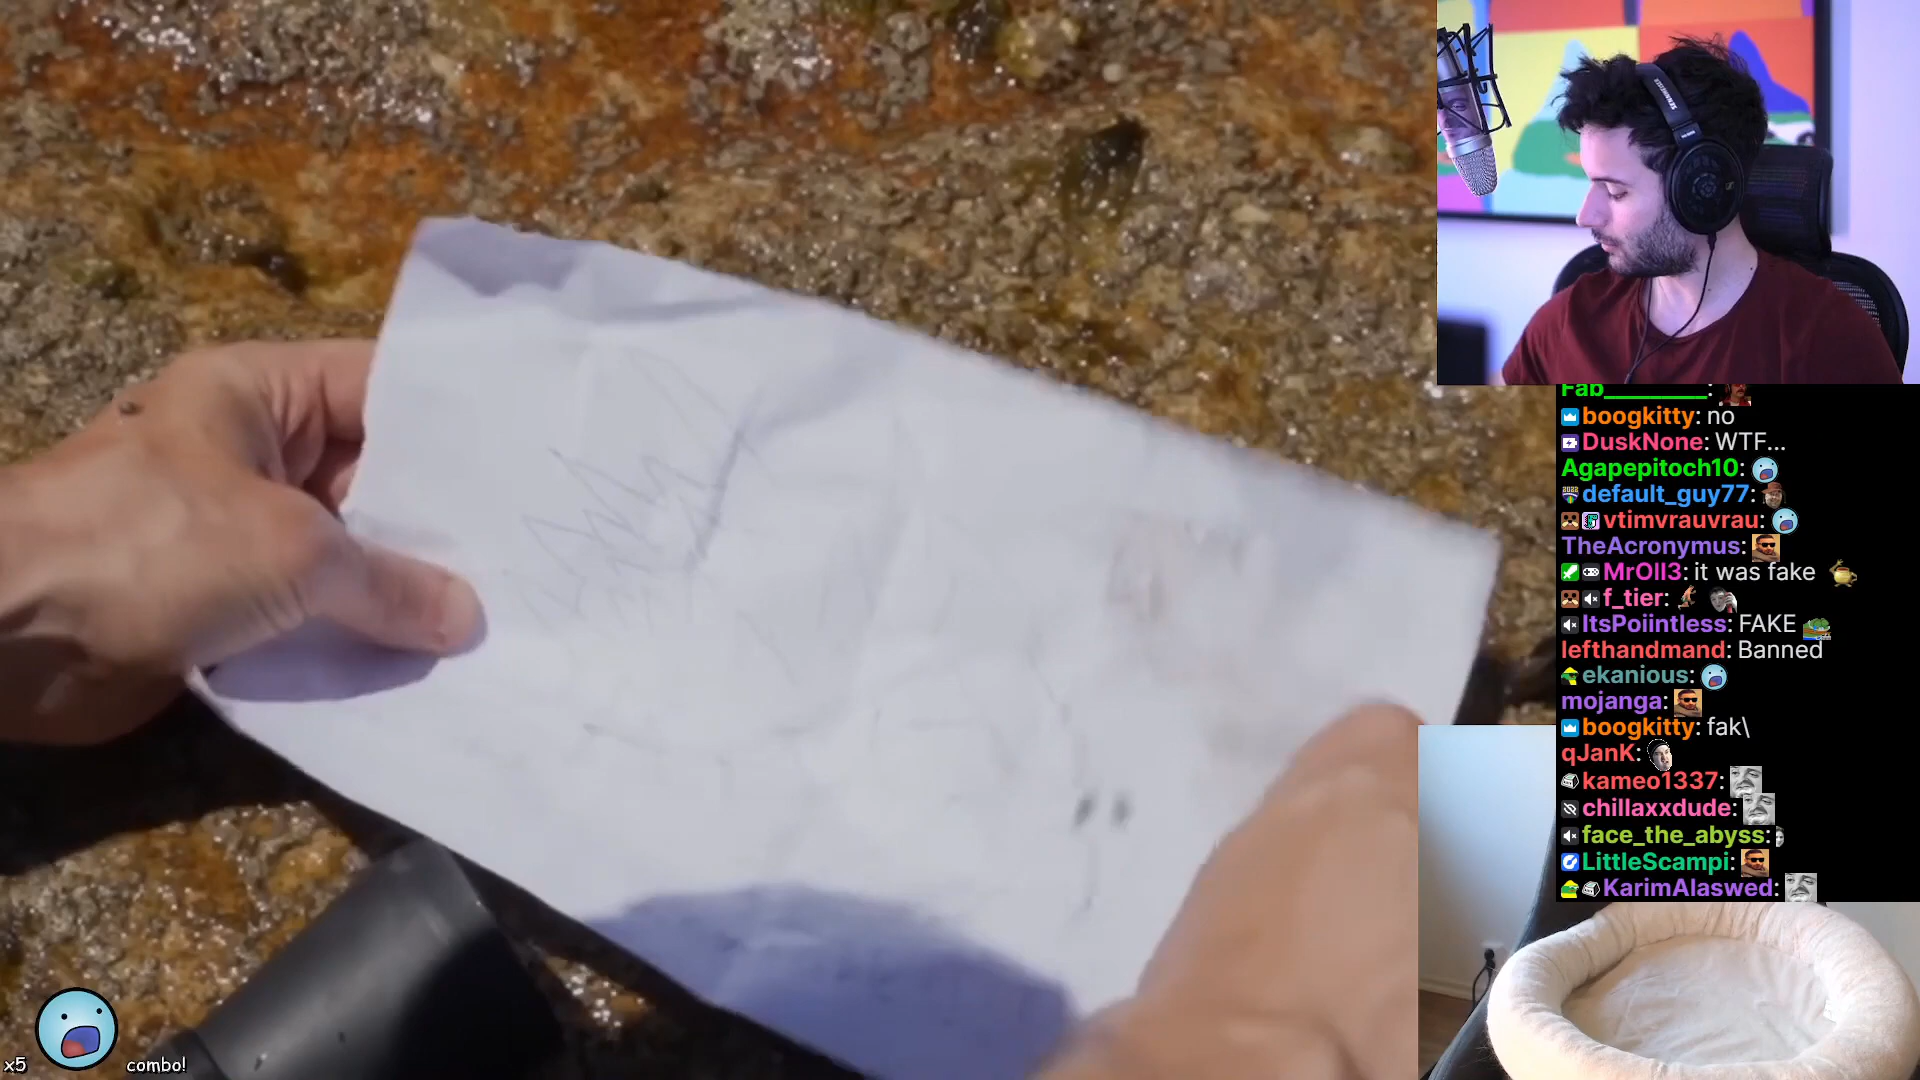 Fab_________:
boogkitty: no
DuskNone: WTF...
Agapepitoch10:
default_guy77:
vtimvrauvrau:
TheAcronymus:
MrOll3: it was fake
f_tier:
ItsPoiintless: FAKE
lefthandmand: Banned
ekanious:
mojanga:
boogkitty: fak\
qJanK:
kameo1337:
chillaxxdude:
face_the_abyss:
LittleScampi:
KarimAlaswed:
x5 combo!